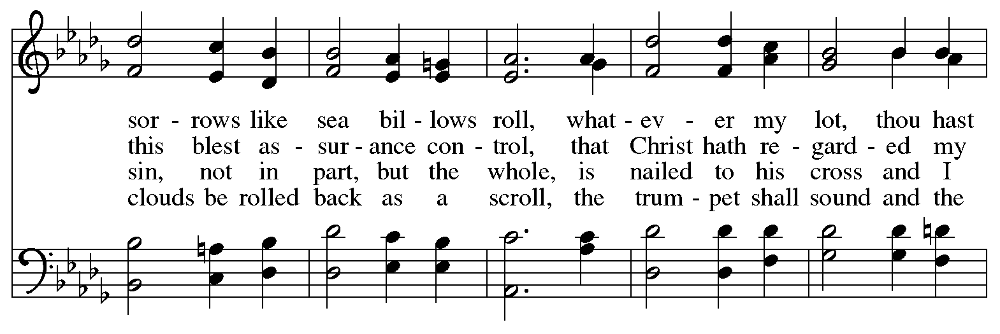 sor - rows like sea bil - lows roll, what - ev - er my lot, thou hast
this blest as - sur - ance con - trol, that Christ hath re - gard - ed my
sin, not in part, but the whole, is nailed to his cross and I
clouds be rolled back as a scroll, the trum - pet shall sound and the